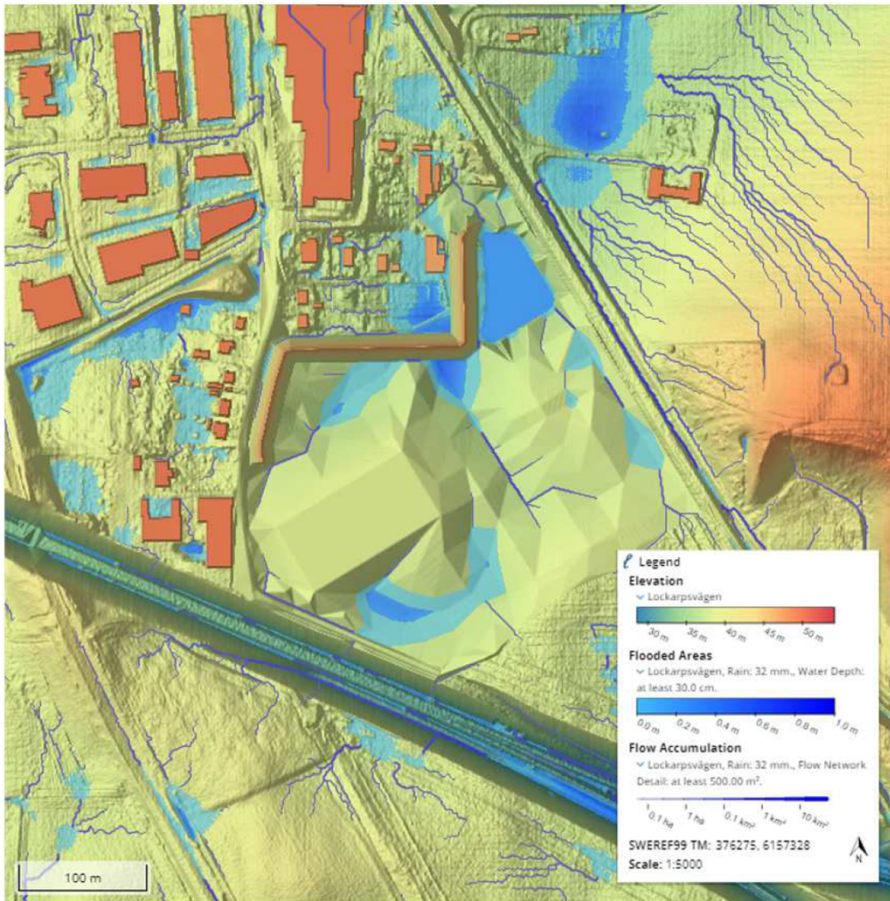 Legend
Elevation
Lockarpsvägen
30 m 35 m 40 m 45 m 50 m
Flooded Areas
Lockarpsvägen, Rain: 32 mm., Water Depth:
at least 30.0 cm.
0.0 m 0.2 m 0.4 m 0.6 m 0.8 m 1.0 m
Flow Accumulation
Lockarpsvägen, Rain: 32 mm., Flow Network
Detail: at least 500.00 m².
0.1 ha 1 ha 0.1 km² 1 km² 10 km²
SWEREF99 TM: 376275, 6157328
Scale: 1:5000
N
100 m